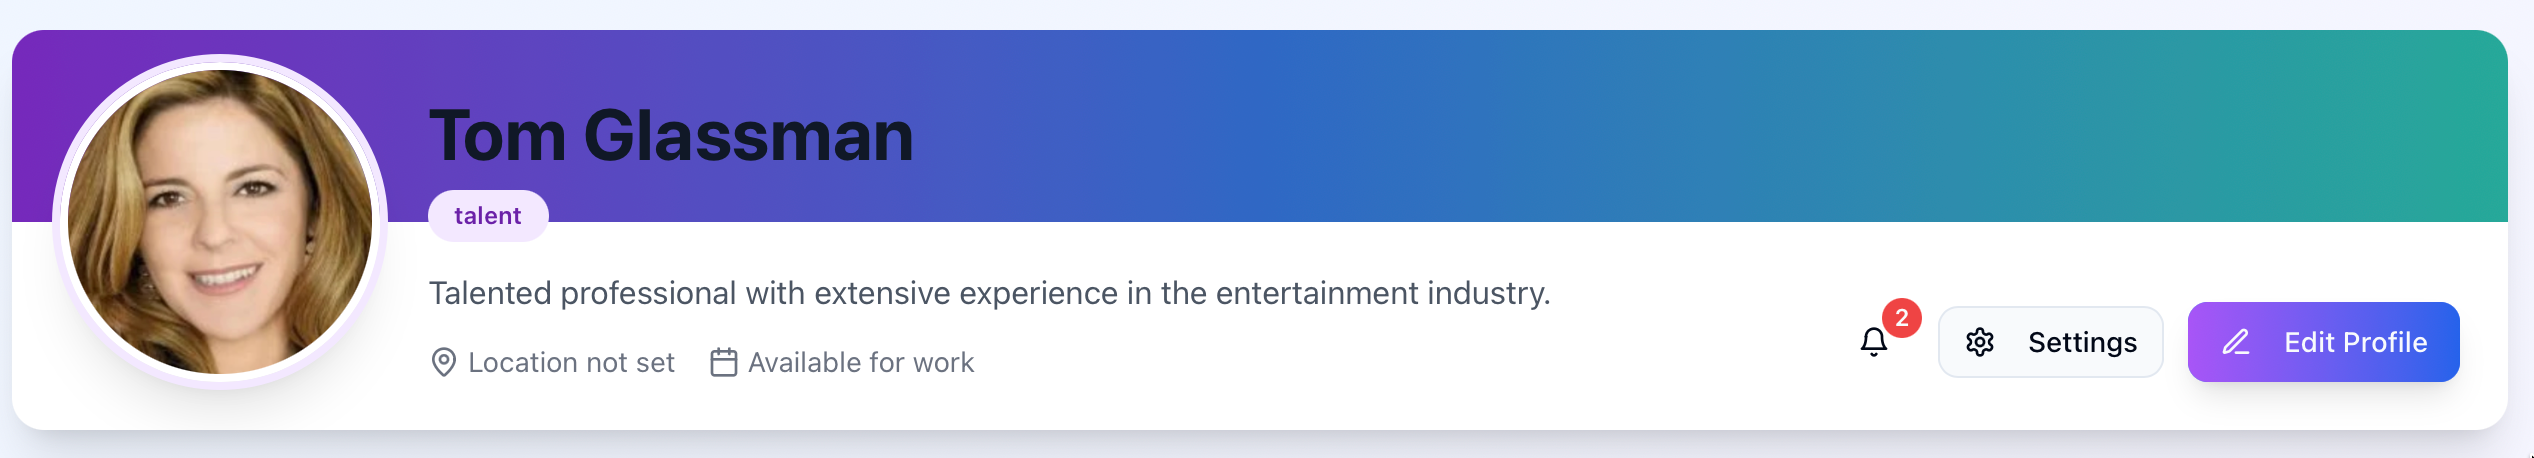 Tom Glassman
talent
Talented professional with extensive experience in the entertainment industry.
Location not set
Available for work
2
Settings
Edit Profile